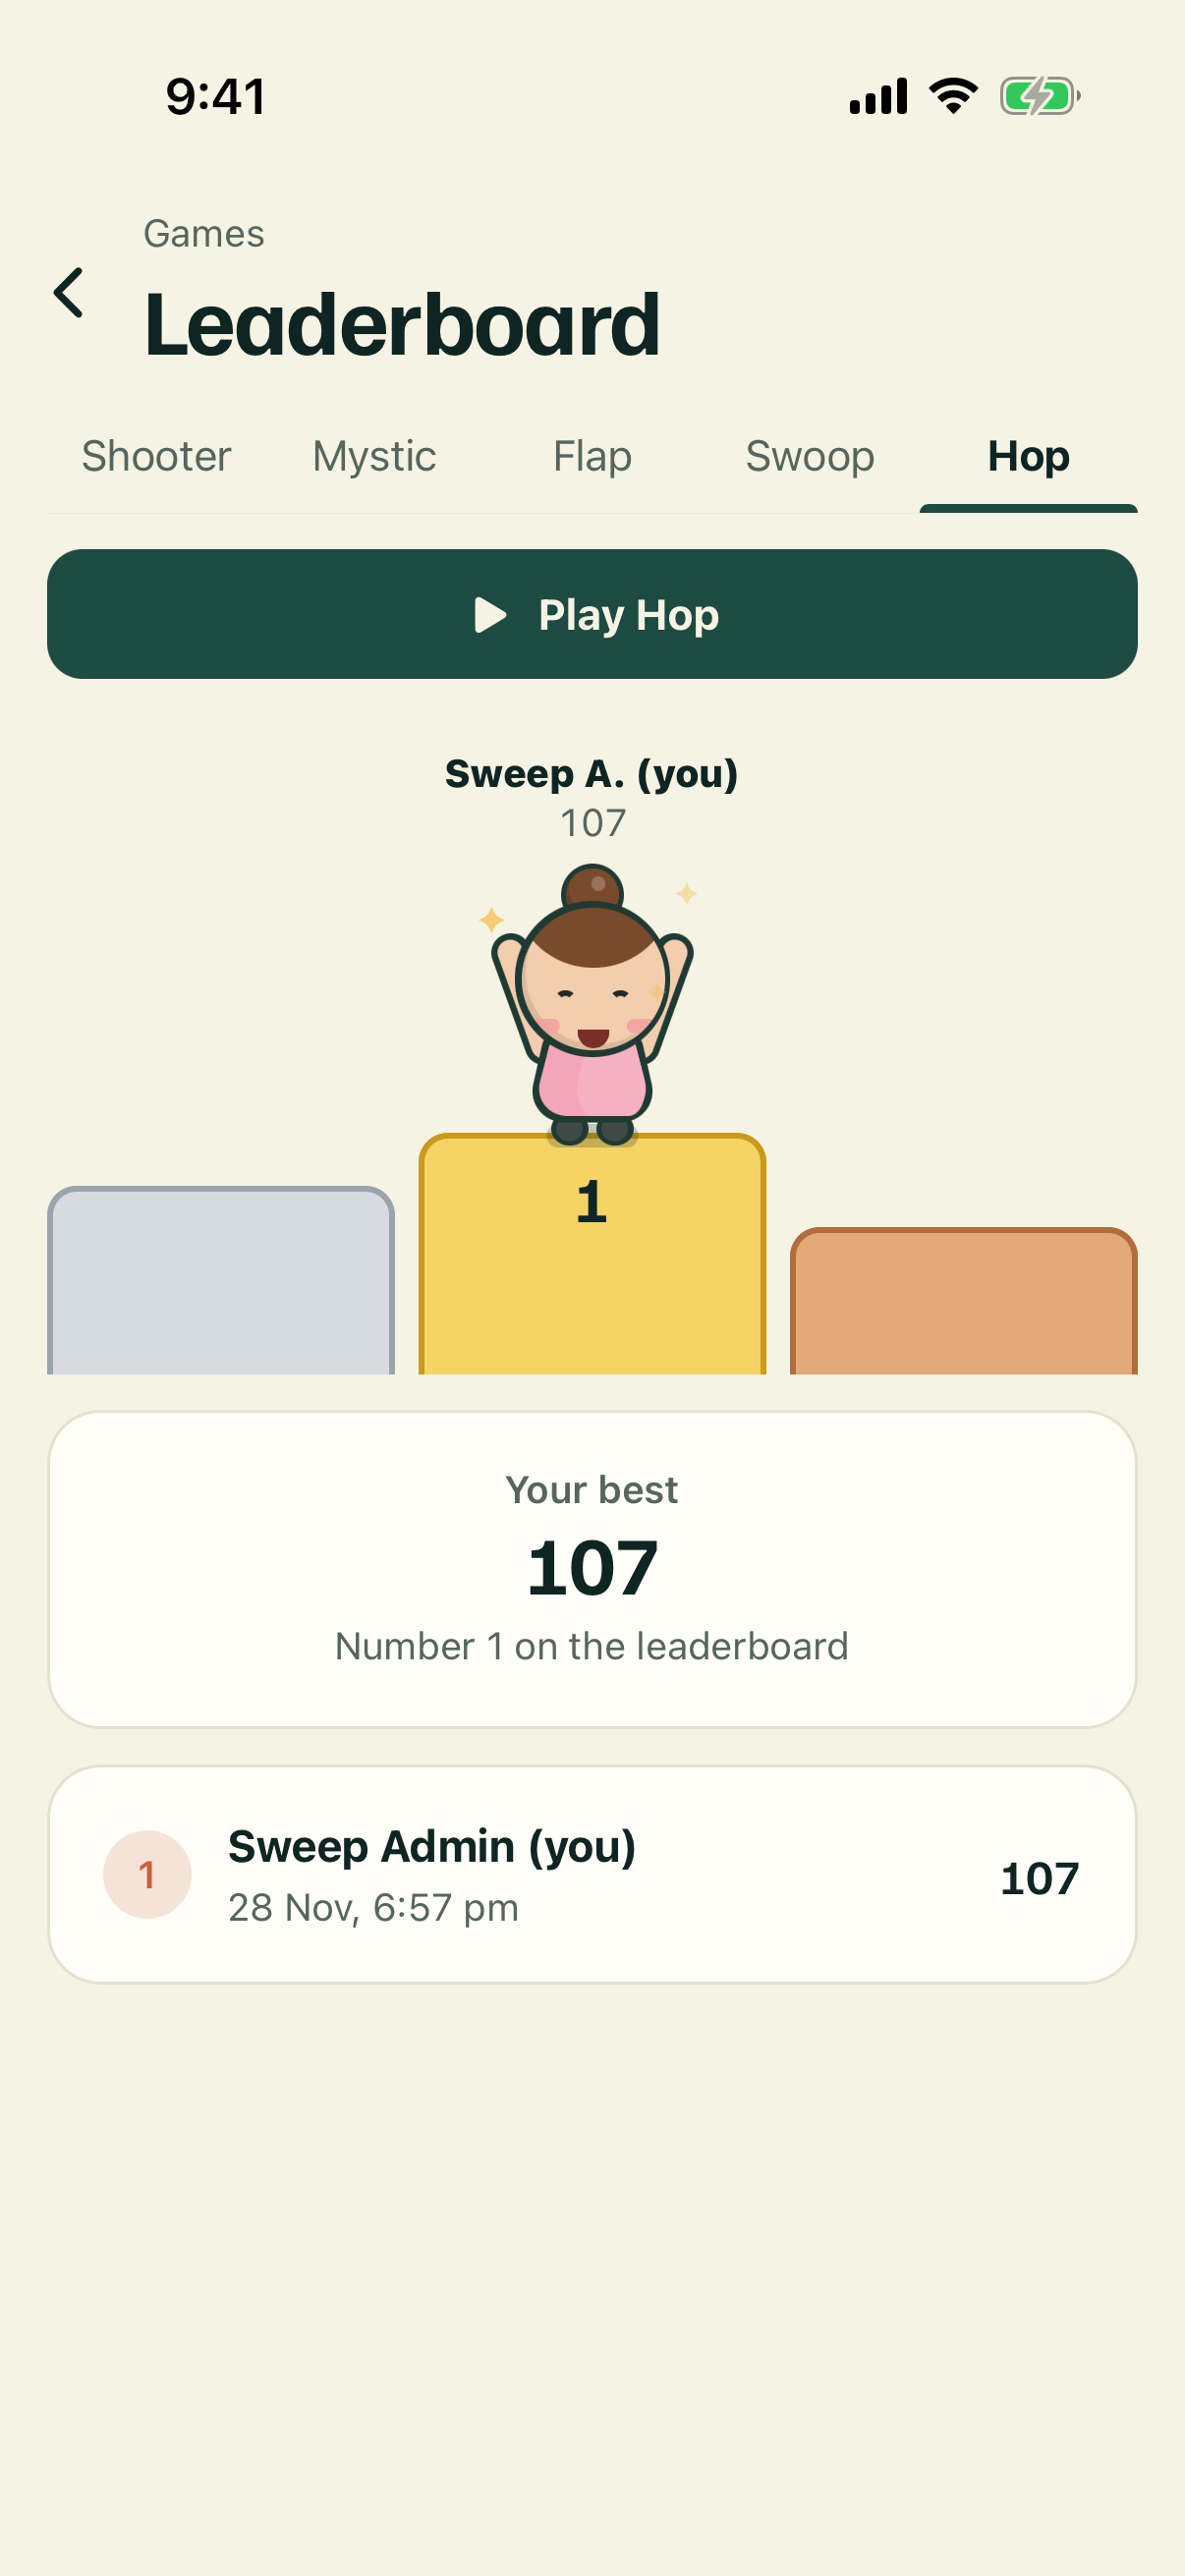 9:41
Games
Leaderboard
Shooter Mystic Flap Swoop Hop
Play Hop
Sweep A. (you)
107
1
Your best
107
Number 1 on the leaderboard
1
Sweep Admin (you)
28 Nov, 6:57 pm
107